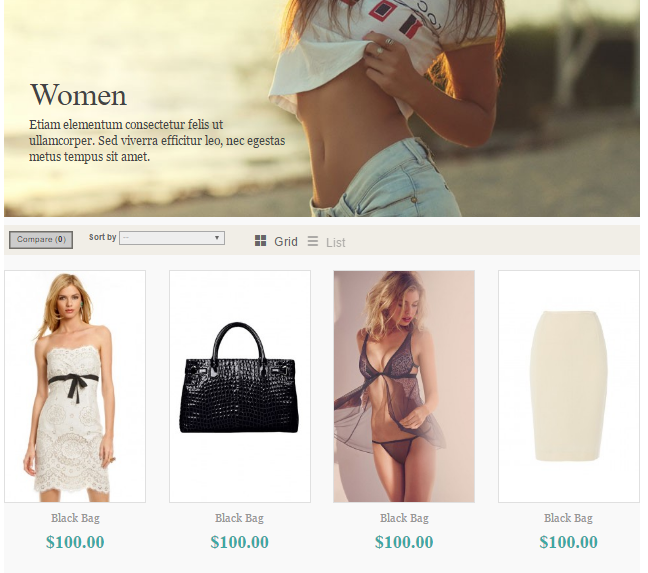 Women
Etiam elementum consectetur felis ut
ullamcorper. Sed viverra efficitur leo, nec egestas
metus tempus sit amet.
Compare (0) Sort by -- Grid List
Black Bag Black Bag Black Bag Black Bag
$100.00 $100.00 $100.00 $100.00